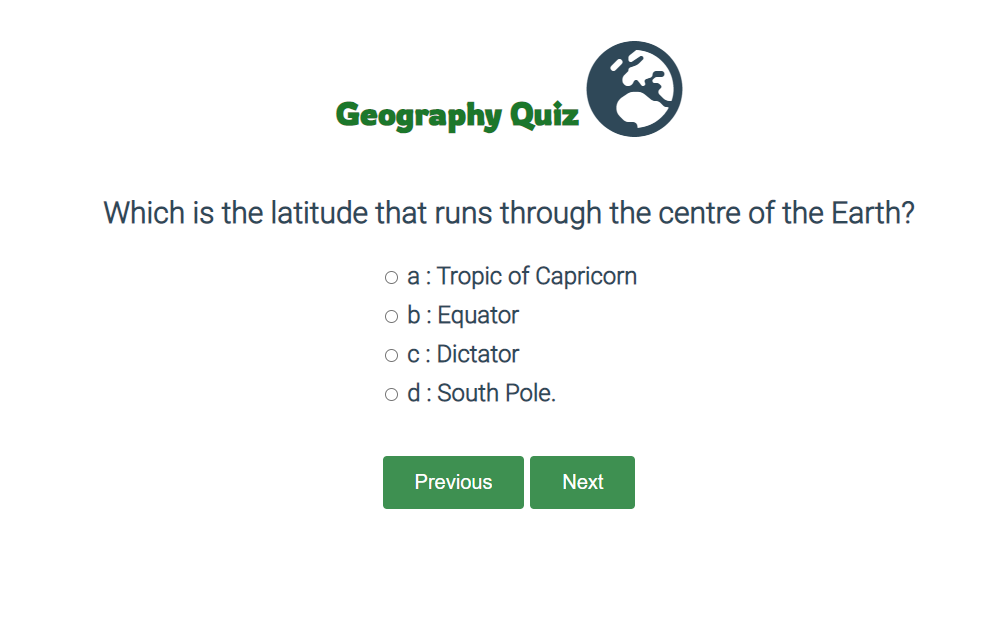 Geography Quiz
Which is the latitude that runs through the centre of the Earth?
a : Tropic of Capricorn
b : Equator
c : Dictator
d : South Pole.
Previous Next